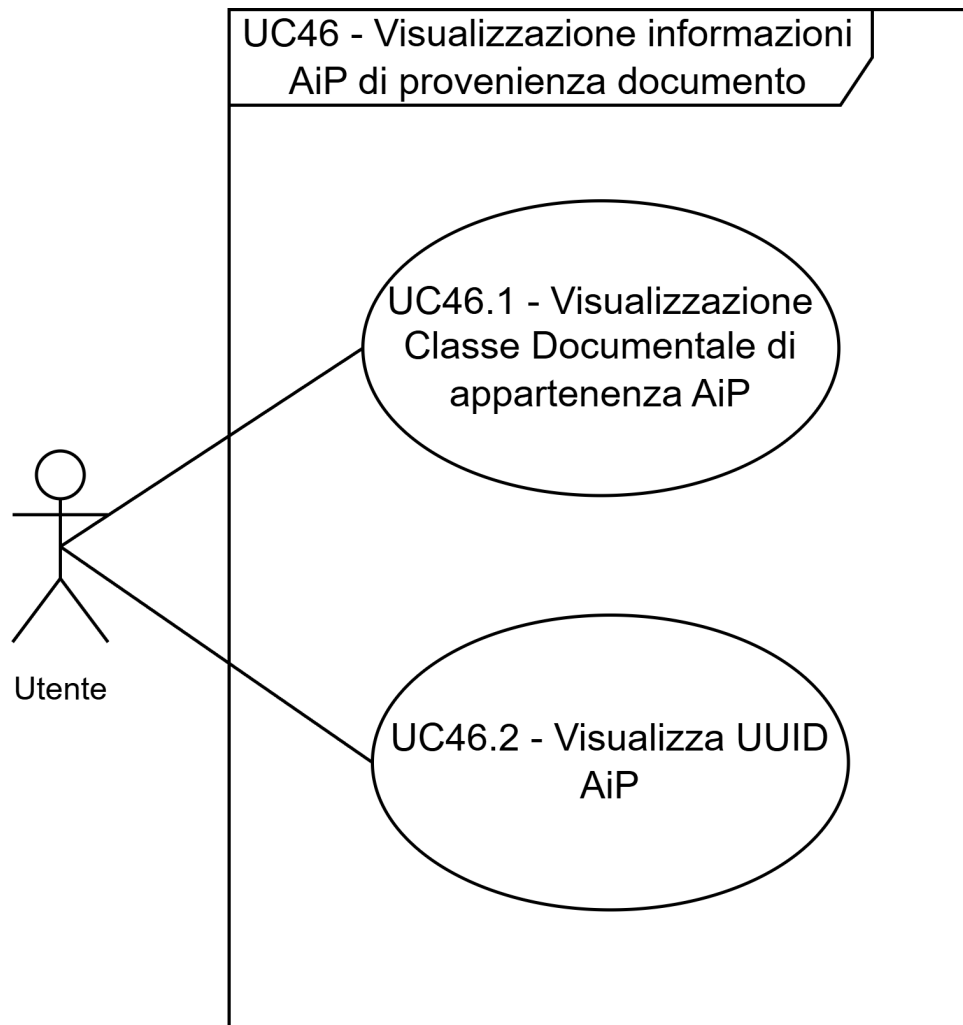 UC46 - Visualizzazione informazioni
AiP di provenienza documento
UC46.1 - Visualizzazione
Classe Documentale di
appartenenza AiP
Utente
UC46.2 - Visualizza UUID
AiP